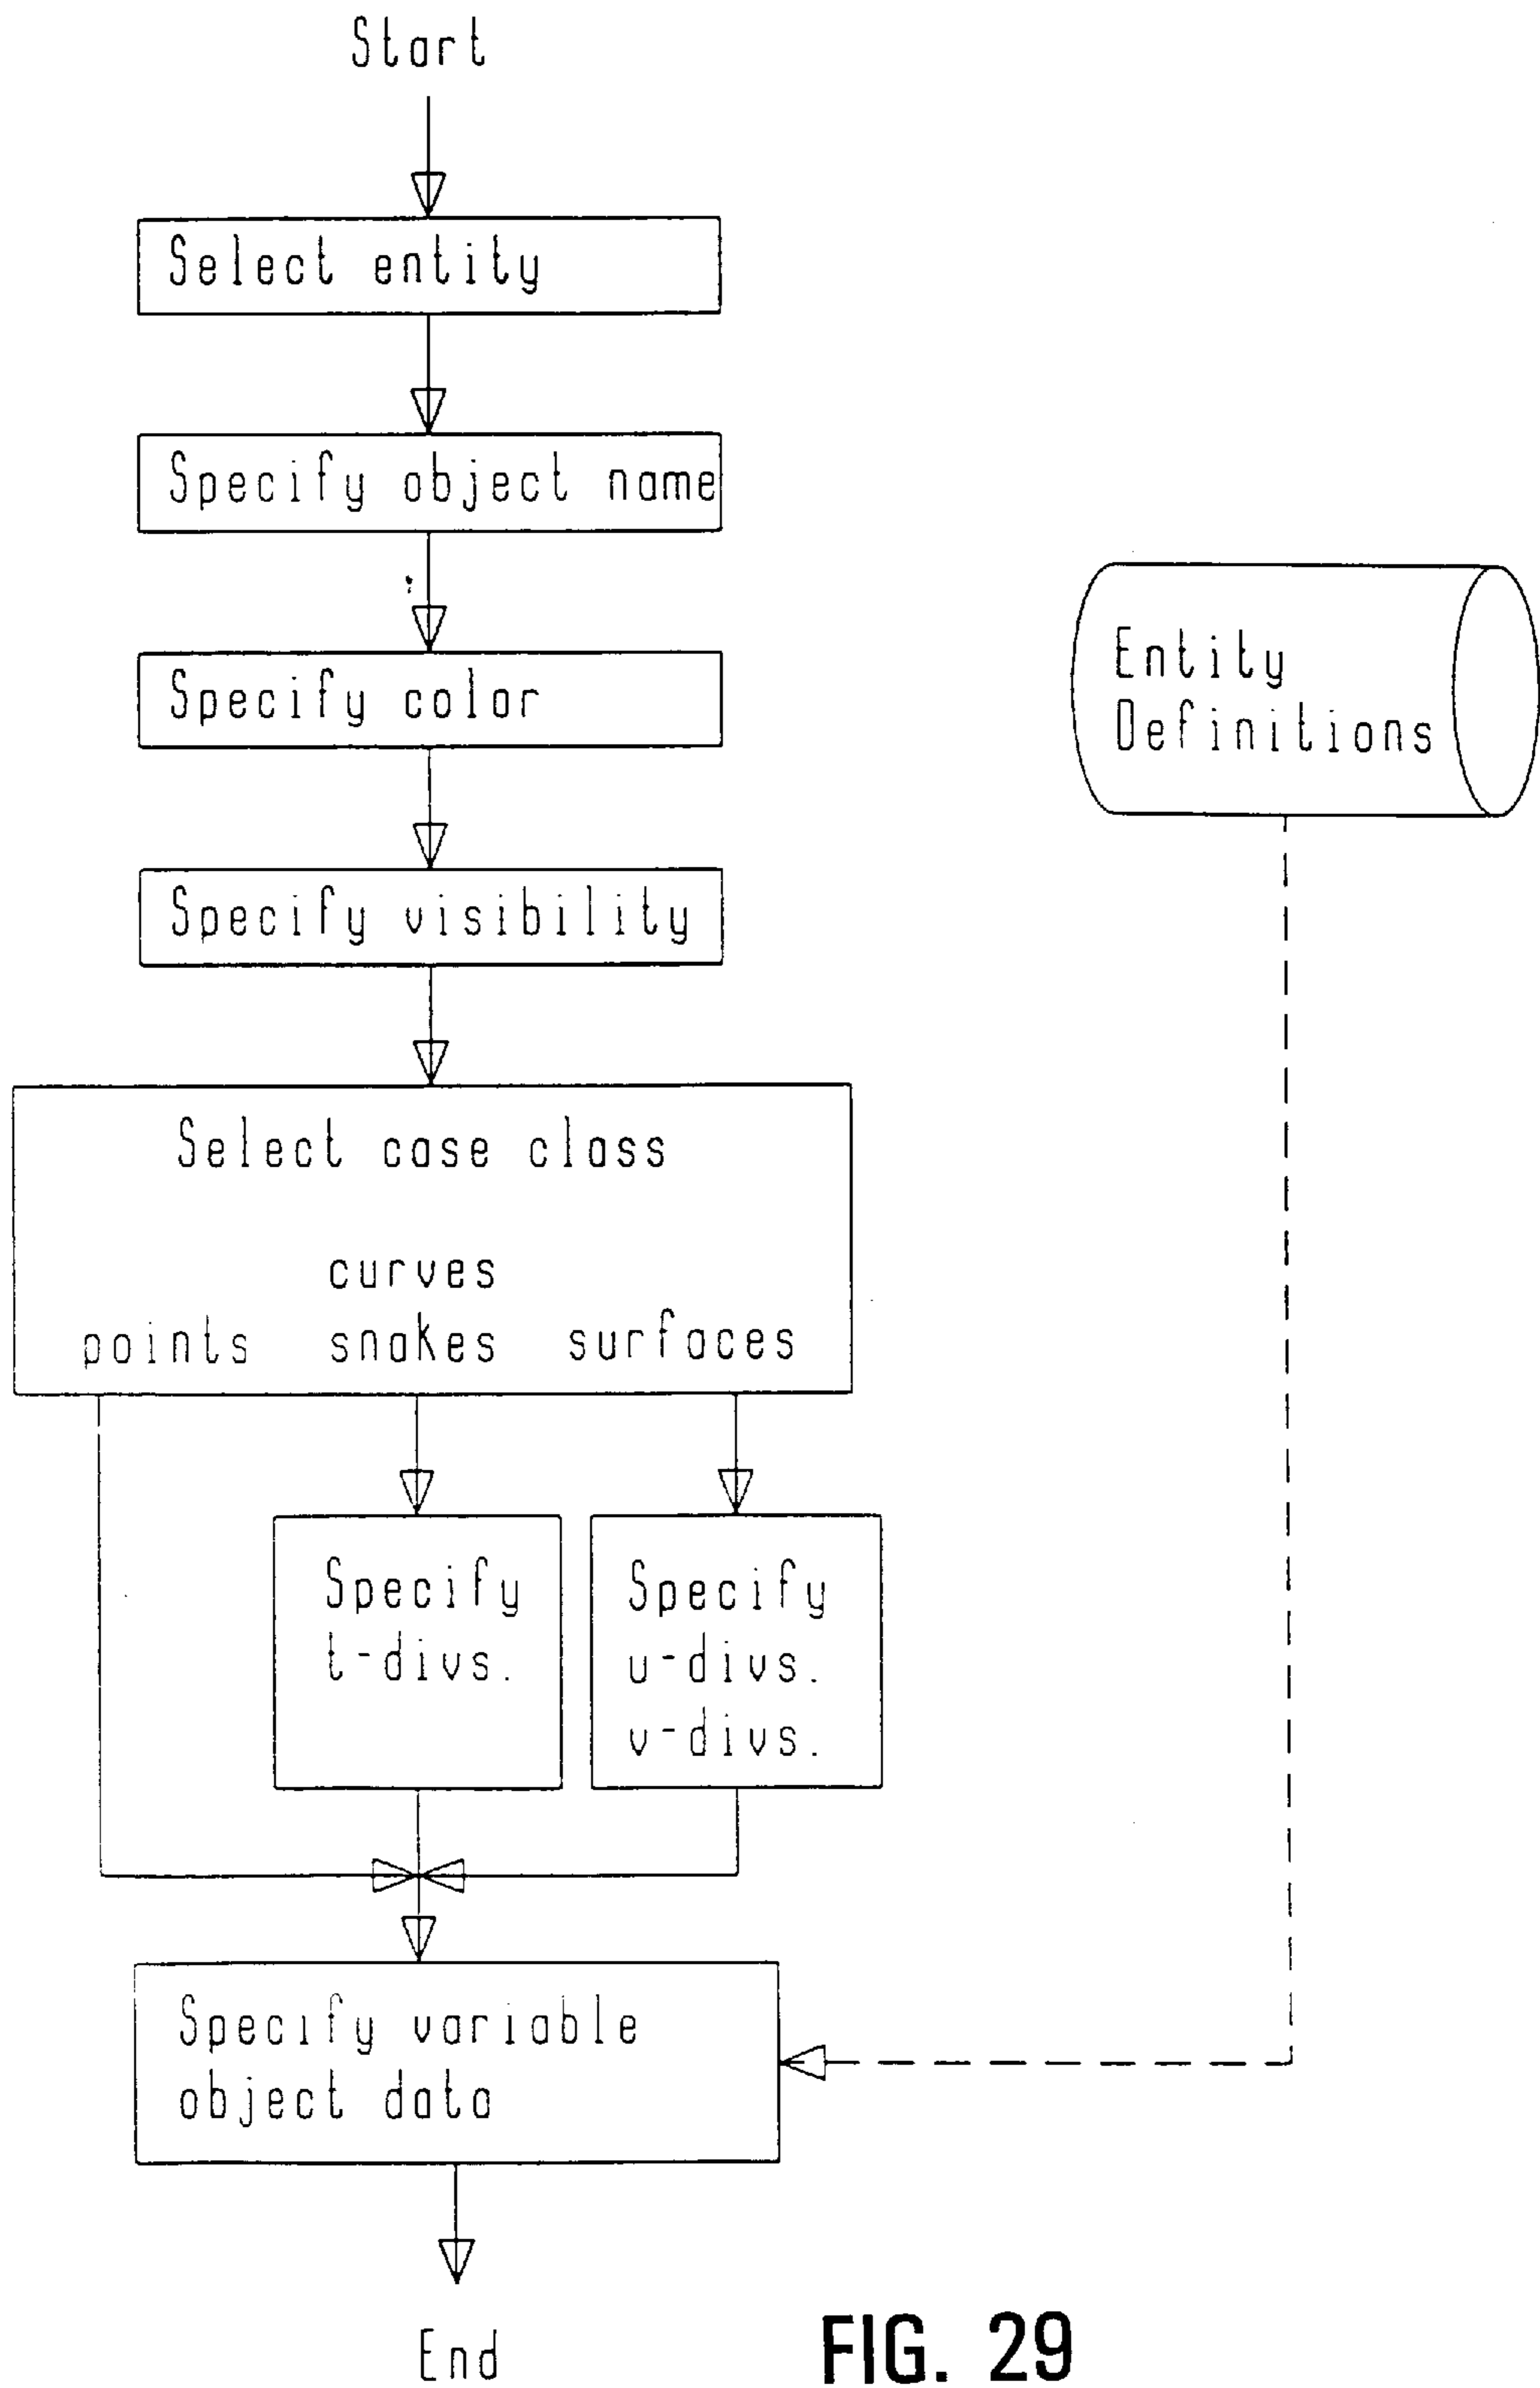 Start
Select entity
Specify object name
Specify color
Entity
Definitions
Specify visibility
Select case class
curves
points snakes surfaces
Specify
t-divs.
Specify
u-divs.
v-divs.
Specify variable
object data
End
FIG. 29